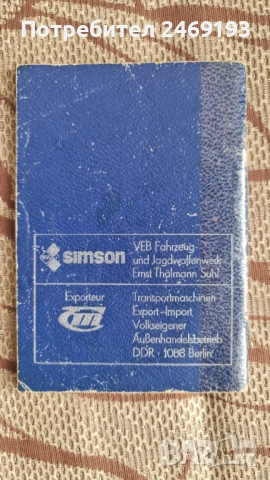 Потребител 2469193
simson
VEB Fahrzeug-
und Jagdwaffenwerk
Ernst Thälmann Suhl
Exporteur
Transportmaschinen
Export-Import
Volkseigener
Außenhandelsbetrieb
DDR · 1086 Berlin
bazar